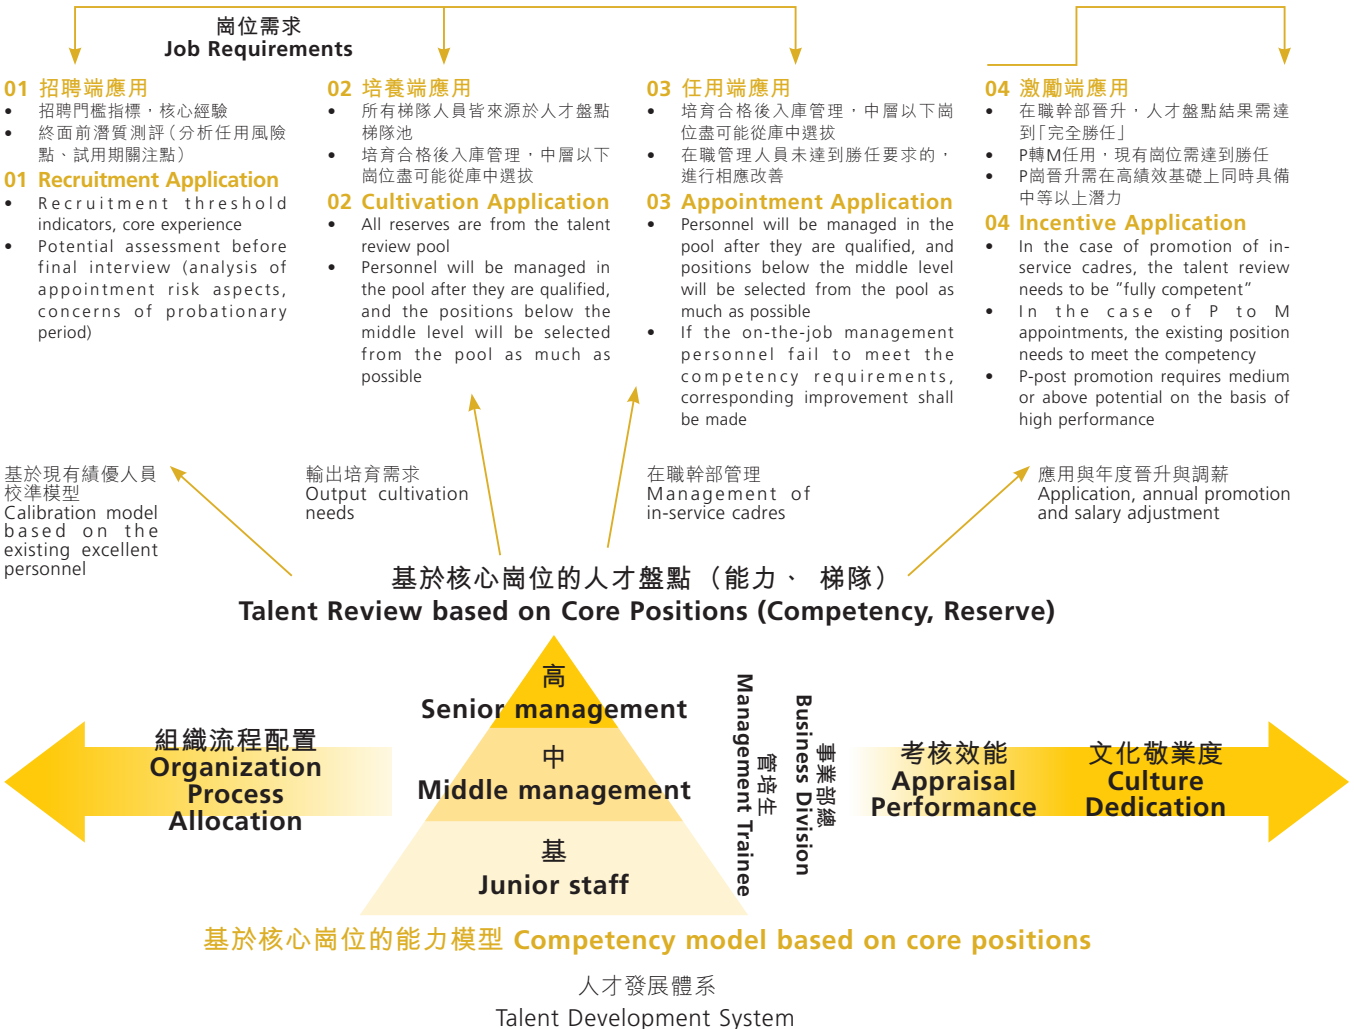 崗位需求
Job Requirements
01 招聘端應用
• 招聘門檻指標，核心經驗
• 終面前潛質測評（分析任用風險
點、試用期關注點）
01 Recruitment Application
• Recruitment threshold
indicators, core experience
• Potential assessment before
final interview (analysis of
appointment risk aspects,
concerns of probationary
period)
02 培養端應用
• 所有梯隊人員皆來源於人才盤點
梯隊池
• 培育合格後入庫管理，中層以下
崗位盡可能從庫中選拔
02 Cultivation Application
• All reserves are from the talent
review pool
• Personnel will be managed in
the pool after they are qualified,
and the positions below the
middle level will be selected
from the pool as much as
possible
03 任用端應用
• 培育合格後入庫管理，中層以下崗
位盡可能從庫中選拔
• 在職管理人員未達到勝任要求的，
進行相應改善
03 Appointment Application
• Personnel will be managed in the
pool after they are qualified, and
positions below the middle level
will be selected from the pool as
much as possible
• If the on-the-job management
personnel fail to meet the
competency requirements,
corresponding improvement shall
be made
04 激勵端應用
• 在職幹部晉升，人才盤點結果需達
到「完全勝任」
• P轉M任用，現有崗位需達到勝任
• P崗晉升需在高績效基礎上同時具備
中等以上潛力
04 Incentive Application
• In the case of promotion of in-
service cadres, the talent review
needs to be “fully competent”
• In the case of P to M
appointments, the existing position
needs to meet the competency
• P-post promotion requires medium
or above potential on the basis of
high performance
基於現有績優人員
校準模型
Calibration model
based on the
existing excellent
personnel
輸出培育需求
Output cultivation
needs
在職幹部管理
Management of
in-service cadres
應用與年度晉升與調薪
Application, annual promotion
and salary adjustment
基於核心崗位的人才盤點（能力、 梯隊）
Talent Review based on Core Positions (Competency, Reserve)
組織流程配置
Organization
Process
Allocation
高
Senior management
中
Middle management
基
Junior staff
管培生
Management Trainee
事業部總
Business Division
考核效能
Appraisal
Performance
文化敬業度
Culture
Dedication
基於核心崗位的能力模型 Competency model based on core positions
人才發展體系
Talent Development System